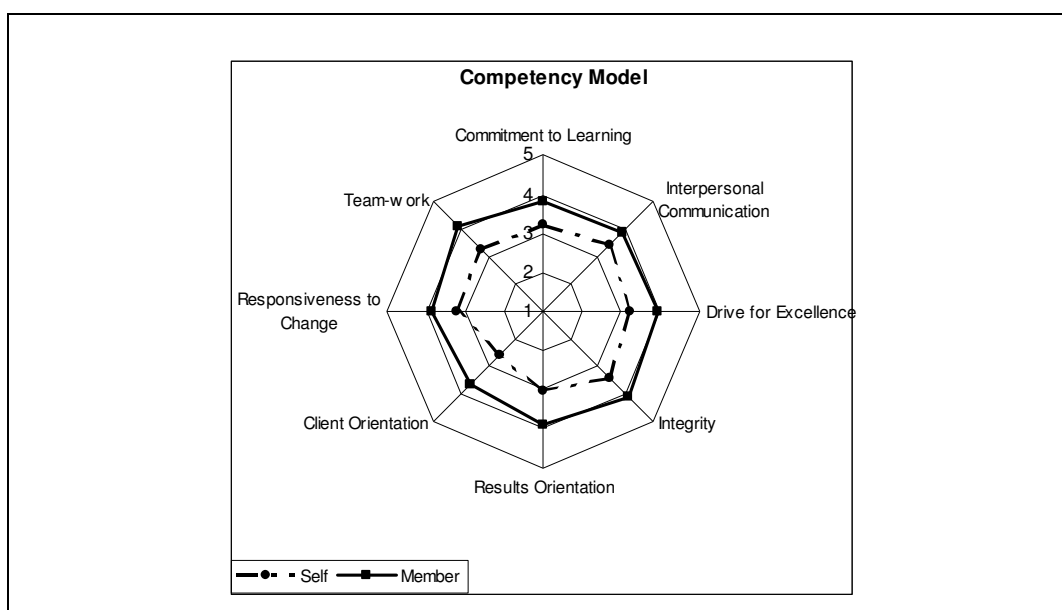 Competency Model
Commitment to Learning
5
4
3
2
1
Interpersonal
Communication
Drive for Excellence
Integrity
Results Orientation
Client Orientation
Responsiveness to
Change
Team-work
Self
Member